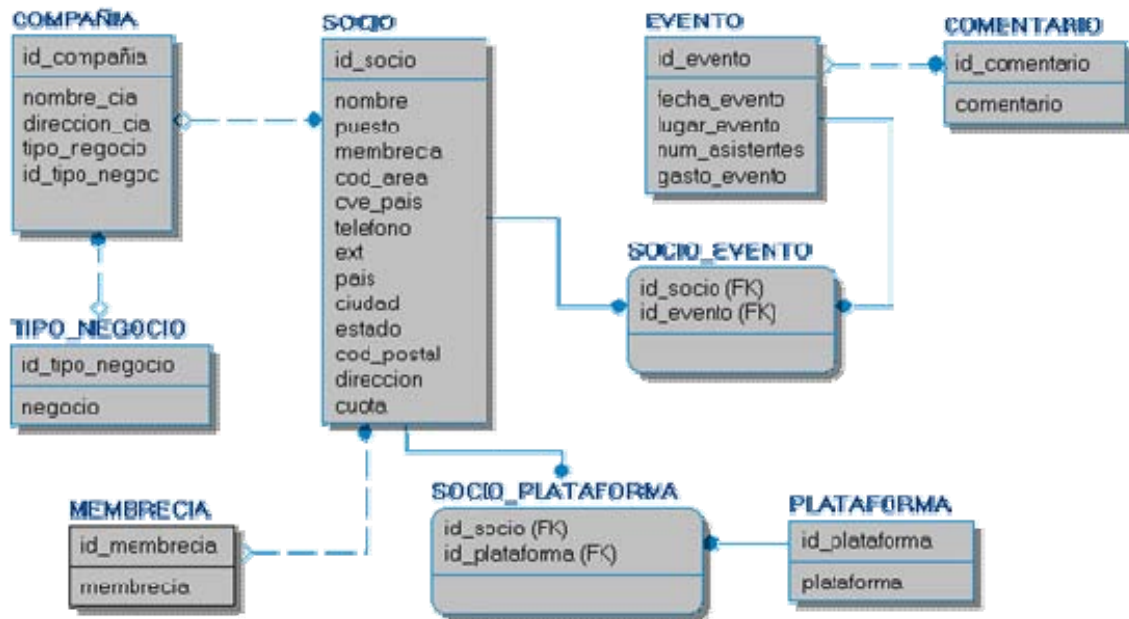 COMPAÑIA
id_compañia
nombre_cia
direccion_cia
tipo_negocio
id_tipo_negoc
SOCIO
id_socio
nombre
puesto
membrecia
cod_area
cve_pais
telefono
ext
pais
ciudad
estado
cod_postal
direccion
cuota
EVENTO
id_evento
fecha_evento
lugar_evento
num_asistentes
gasto_evento
COMENTARIO
id_comentario
comentario
SOCIO_EVENTO
id_socio (FK)
id_evento (FK)
TIPO_NEGOCIO
id_tipo_negocio
negocio
MEMBRECIA
id_membrecia
membrecia
SOCIO_PLATAFORMA
id_socio (FK)
id_plataforma (FK)
PLATAFORMA
id_plataforma
plataforma